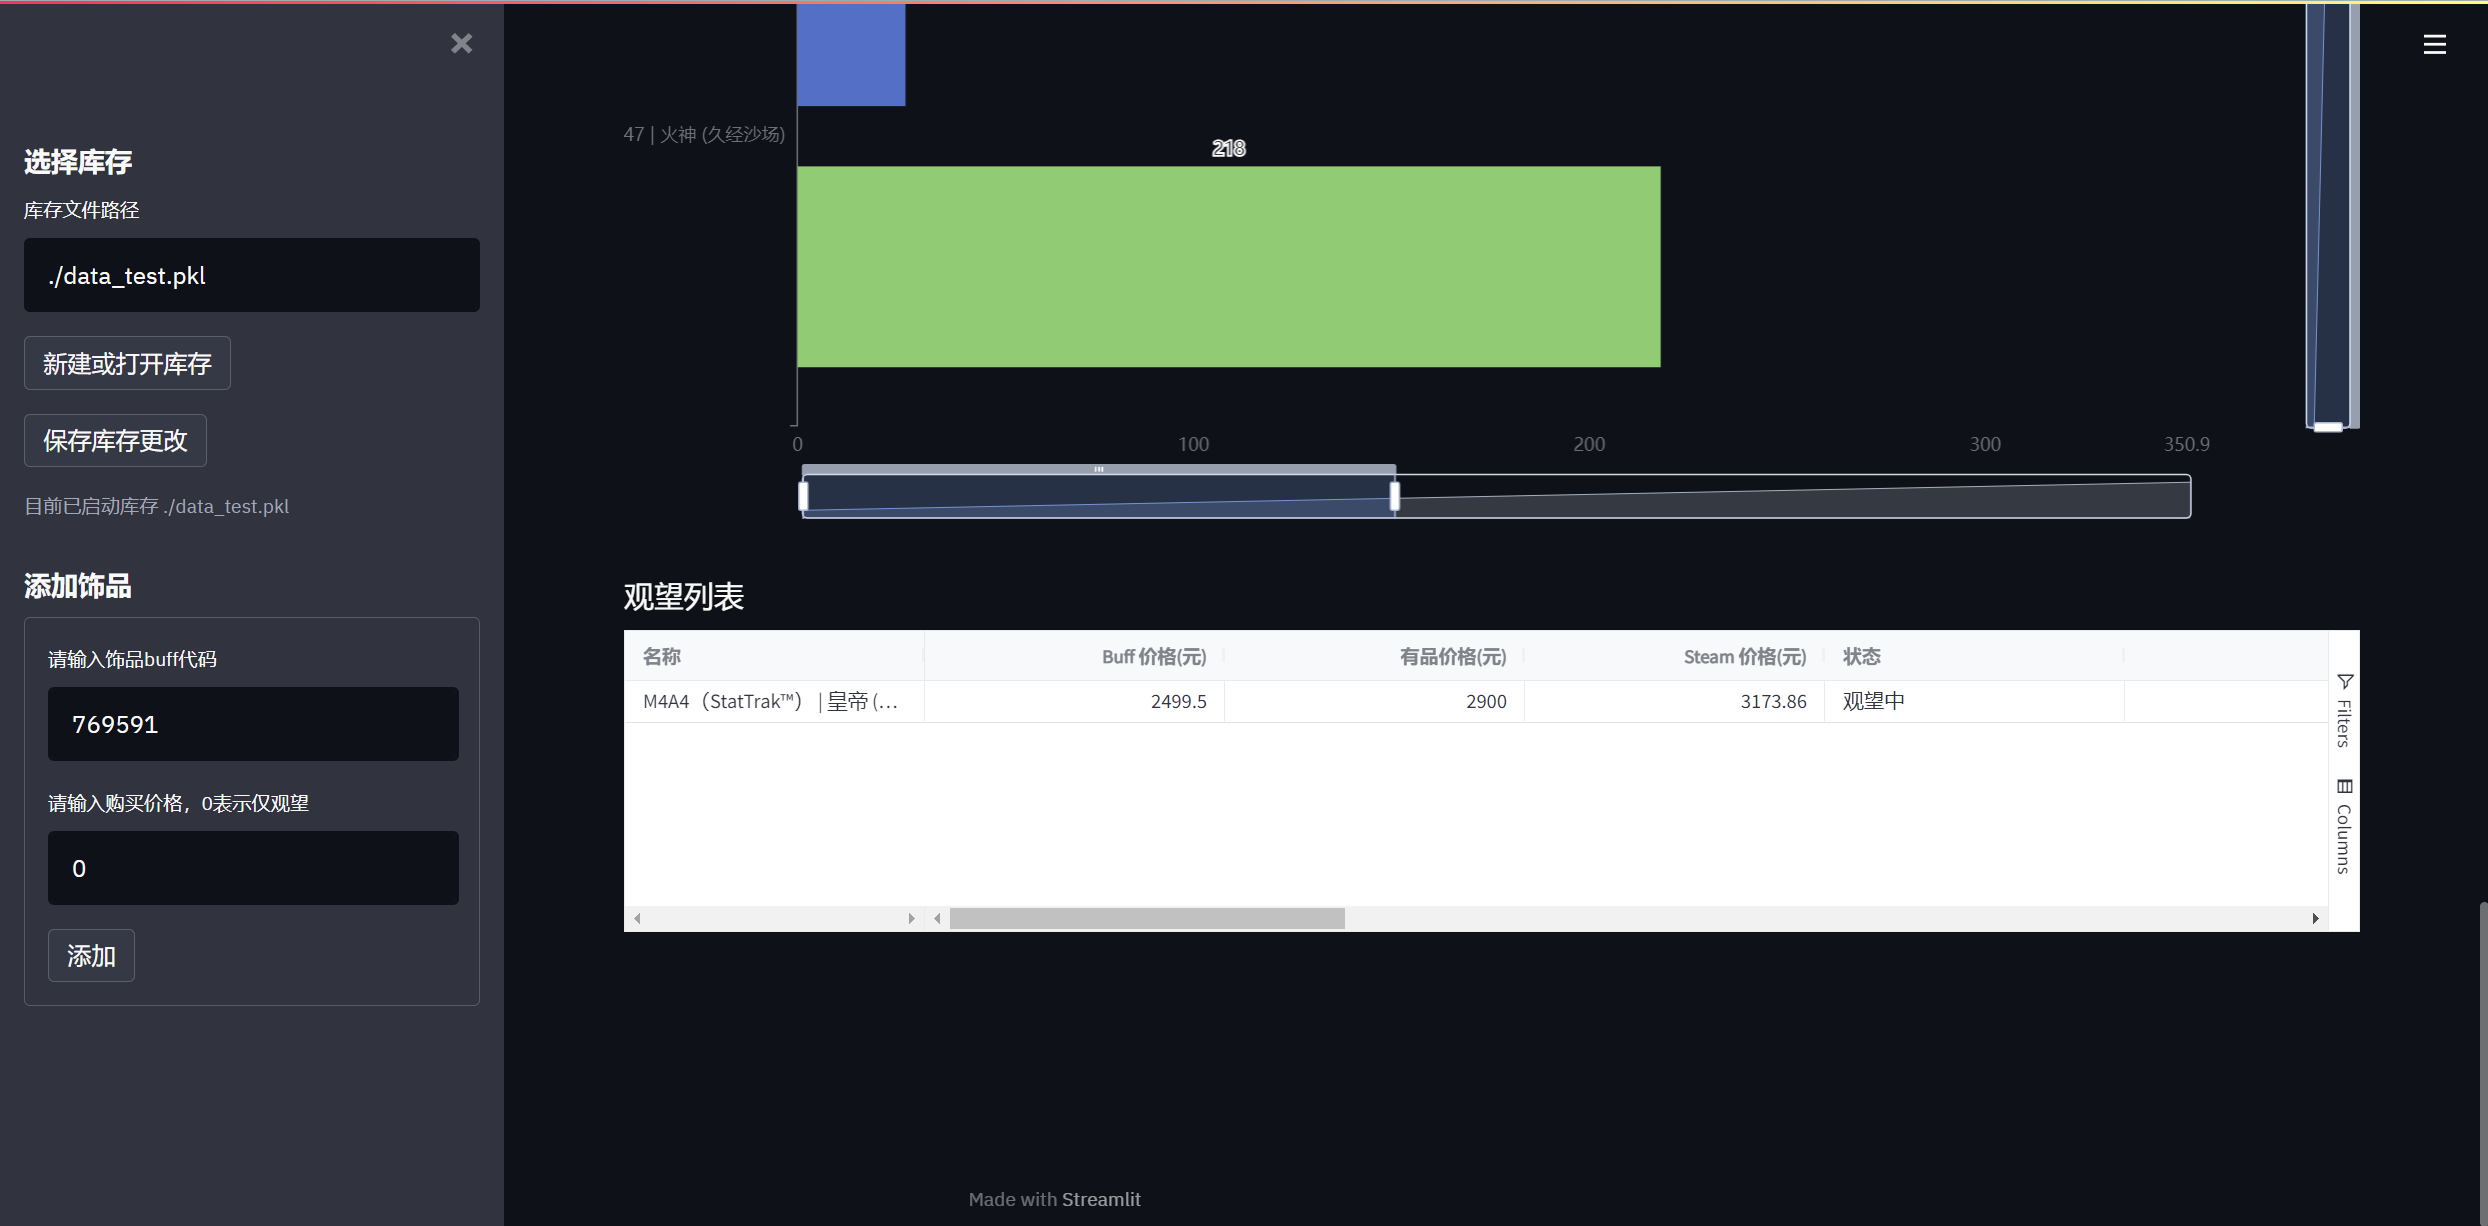 选择库存
库存文件路径
./data_test.pkl
新建或打开库存
保存库存更改
目前已启动库存 ./data_test.pkl
添加饰品
请输入饰品buff代码
769591
请输入购买价格，0表示仅观望
0
添加
47 | 火神 (久经沙场)
218
0 100 200 300 350.9
观望列表
名称 Buff 价格(元) 有品价格(元) Steam 价格(元) 状态
M4A4（StatTrak™） | 皇帝 (... 2499.5 2900 3173.86 观望中
Filters
Columns
Made with Streamlit